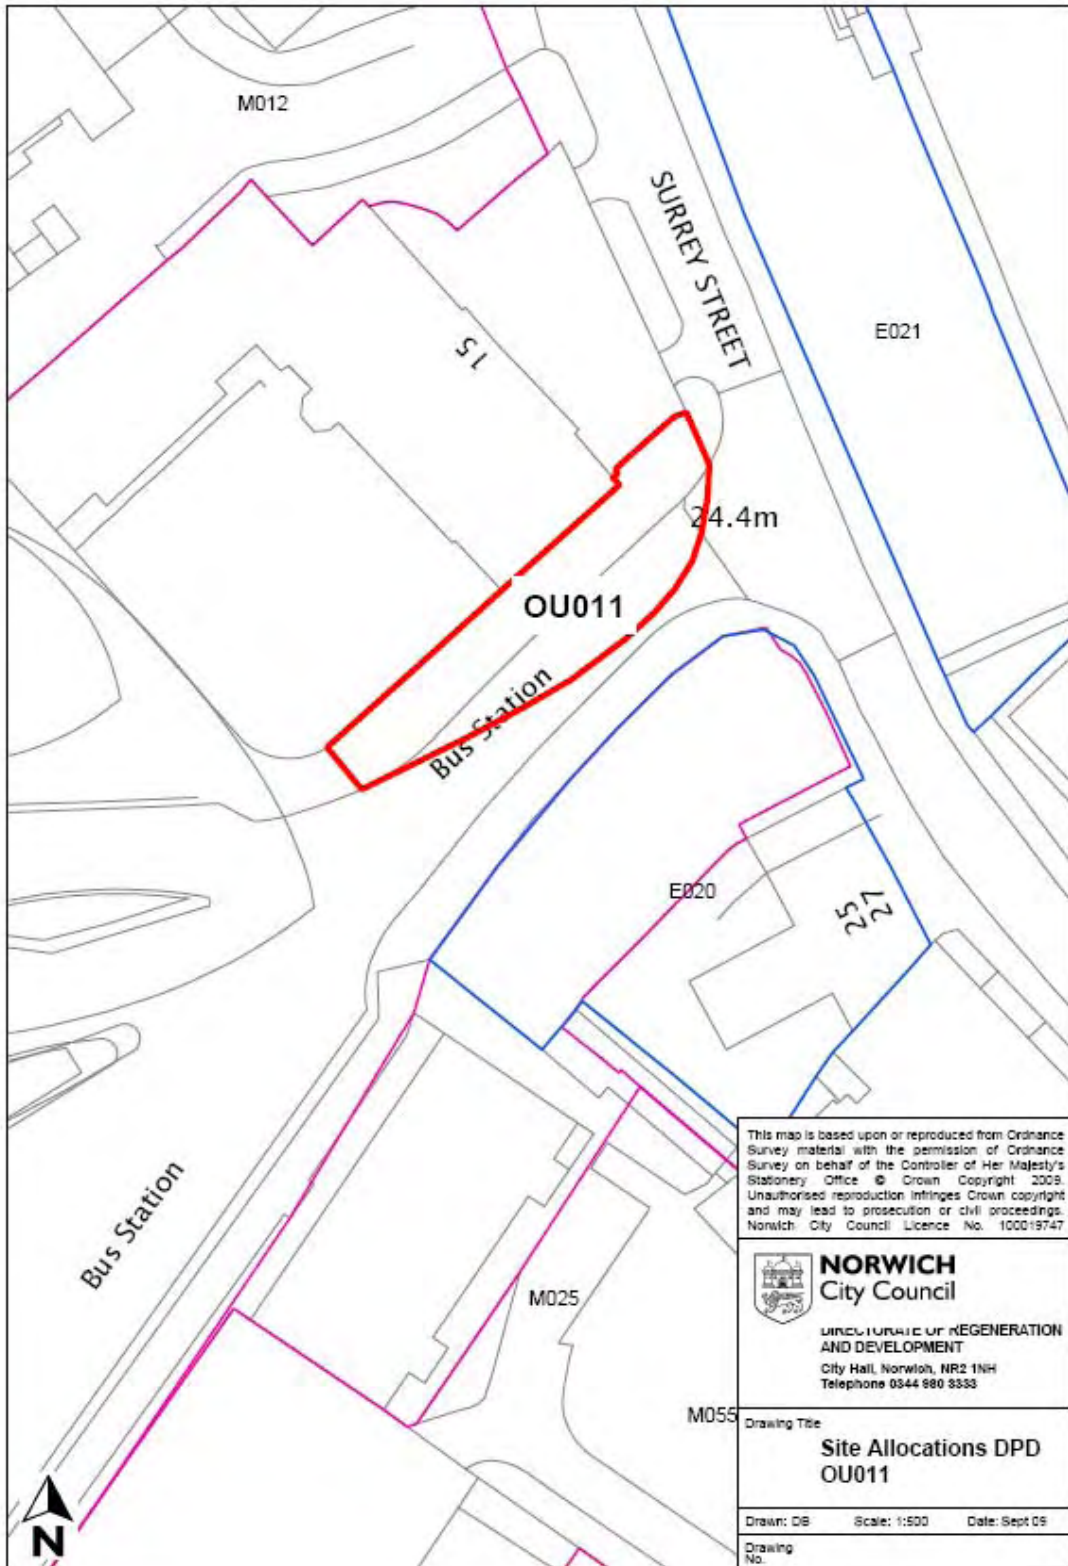 M012
SURREY STREET
E021
15
24.4m
OU011
Bus Station
E020
25
27
Bus Station
M025
M055
This map is based upon or reproduced from Ordnance
Survey material with the permission of Ordnance
Survey on behalf of the Controller of Her Majesty's
Stationery Office © Crown Copyright 2009.
Unauthorised reproduction infringes Crown copyright
and may lead to prosecution or civil proceedings.
Norwich City Council Licence No. 100019747
NORWICH
City Council
DIRECTORATE OF REGENERATION
AND DEVELOPMENT
City Hall, Norwich, NR2 1NH
Telephone 0344 980 3333
Drawing Title
Site Allocations DPD
OU011
Drawn: DB Scale: 1:500 Date: Sept 09
Drawing
No.
N